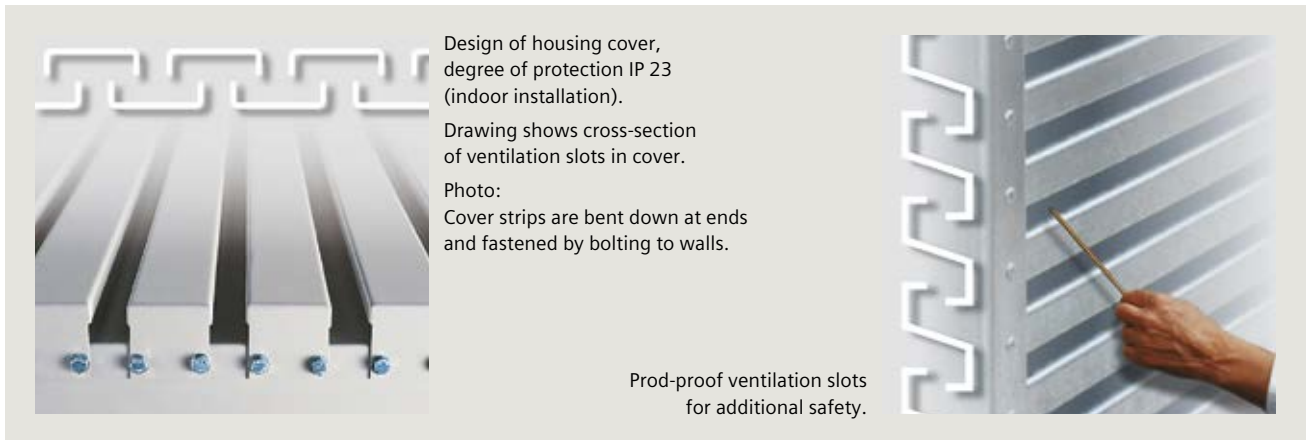 Design of housing cover,
degree of protection IP 23
(indoor installation).
Drawing shows cross-section
of ventilation slots in cover.
Photo:
Cover strips are bent down at ends
and fastened by bolting to walls.
Prod-proof ventilation slots
for additional safety.